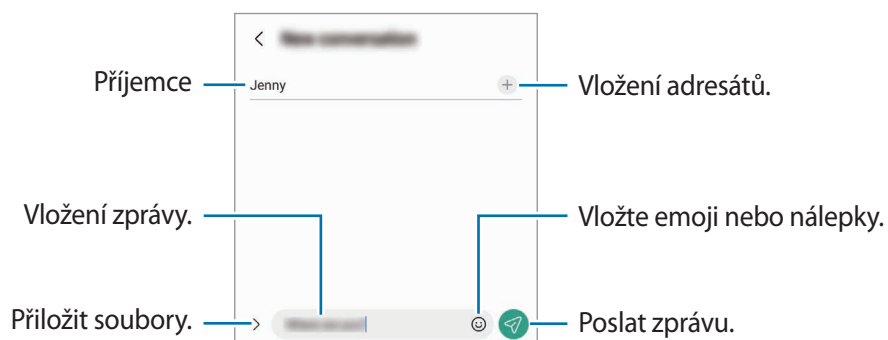 Příjemce
Jenny
Vložení adresátů.
Vložení zprávy.
Vložte emoji nebo nálepky.
Přiložit soubory.
Poslat zprávu.